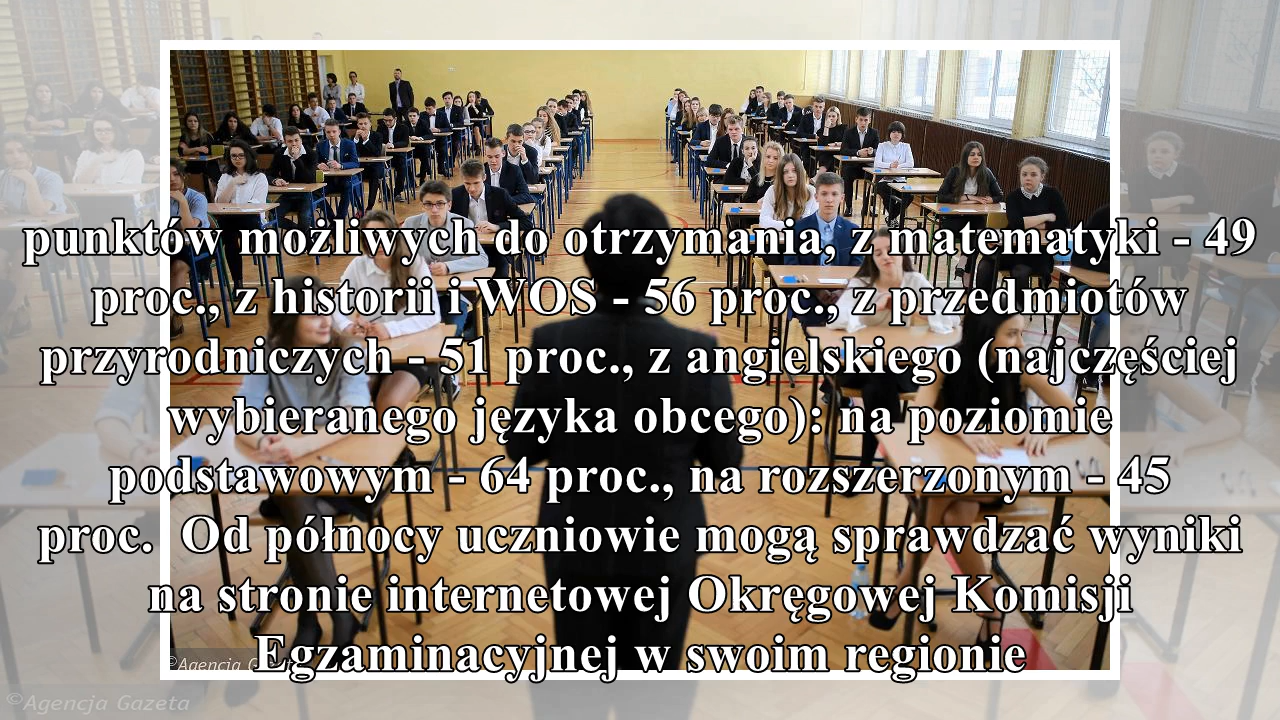 punktów możliwych do otrzymania, z matematyki - 49
proc., z historii i WOS - 56 proc., z przedmiotów
przyrodniczych - 51 proc., z angielskiego (najczęściej
wybieranego języka obcego): na poziomie
podstawowym - 64 proc., na rozszerzonym - 45
proc.  Od północy uczniowie mogą sprawdzać wyniki
na stronie internetowej Okręgowej Komisji
Egzaminacyjnej w swoim regionie
©Agencja Gazeta
©Agencja Gazeta